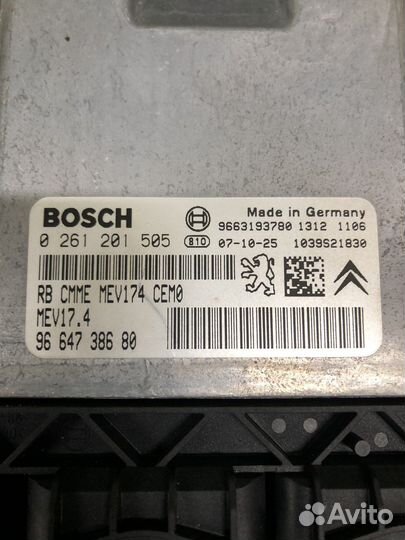 BOSCH
Made in Germany
9663193780 1312 1106
0 261 201 505 810 07-10-25 1039S21830
RB CMME MEV174 CEM0
MEV17.4
96 647 386 80
Avito